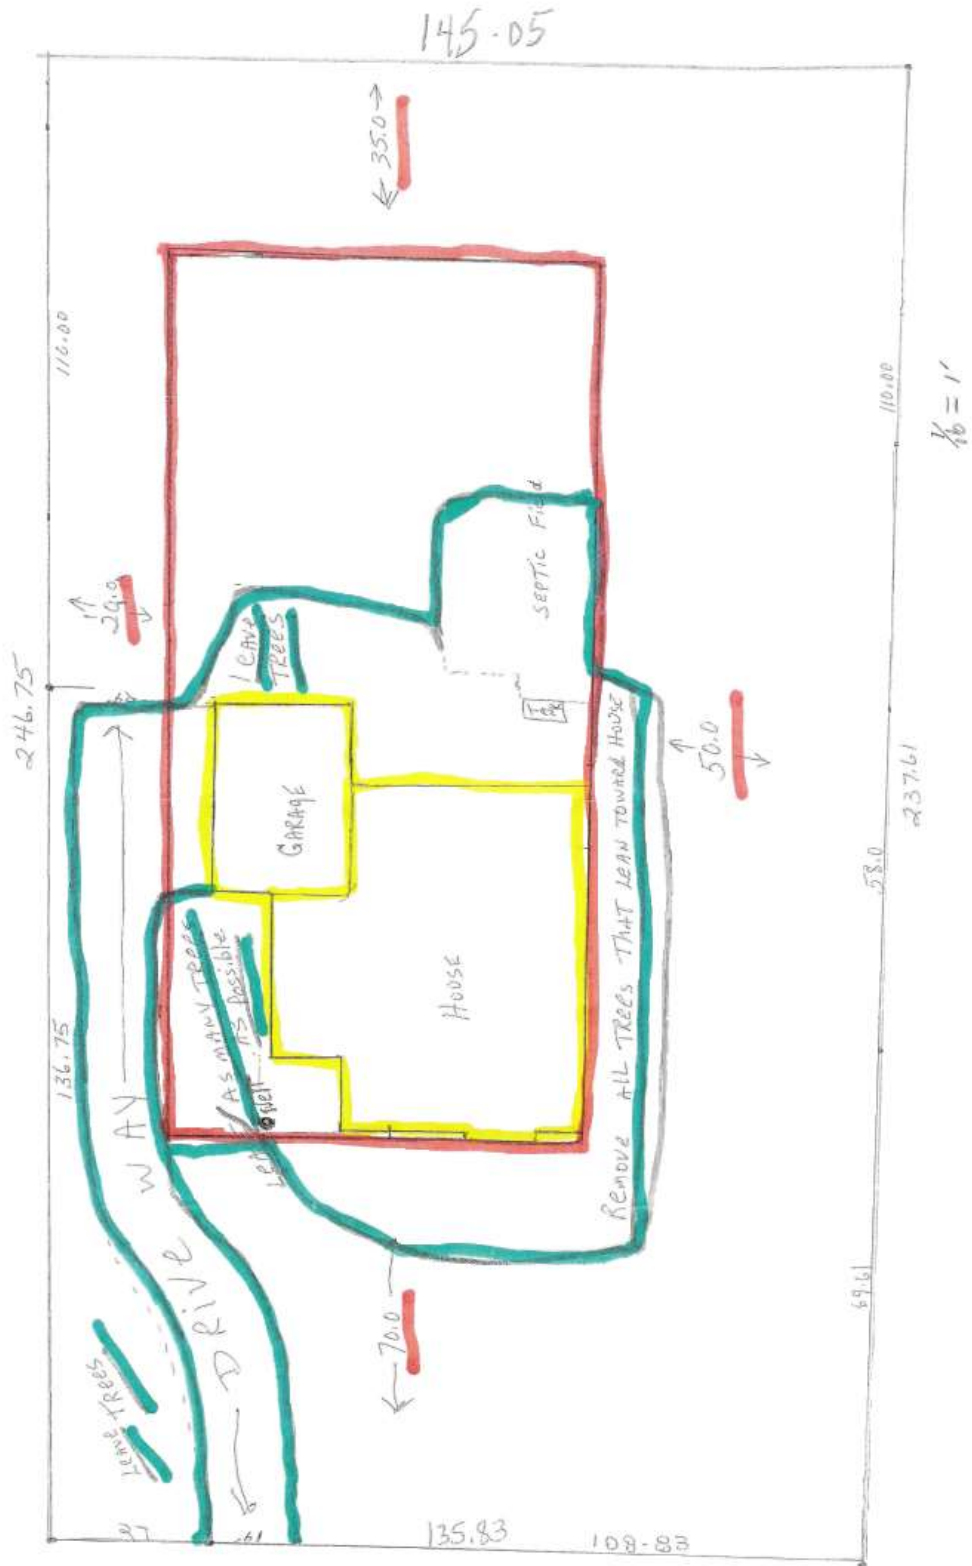 145.05
← 35.0 →
110.00
246.75
LEAVE
TREES
SEPTIC Field
110.00
1/16 = 1'
TANK
← 50.0 →
237.61
GARAGE
HOUSE
LEAVE AS MANY TREES
AS Possible
Well
136.75
DRIVE WAY
Remove ALL TREES THAT LEAN TOWARD HOUSE
58.0
69.61
← 70.0
LEAVE TREES
135.83
108.83